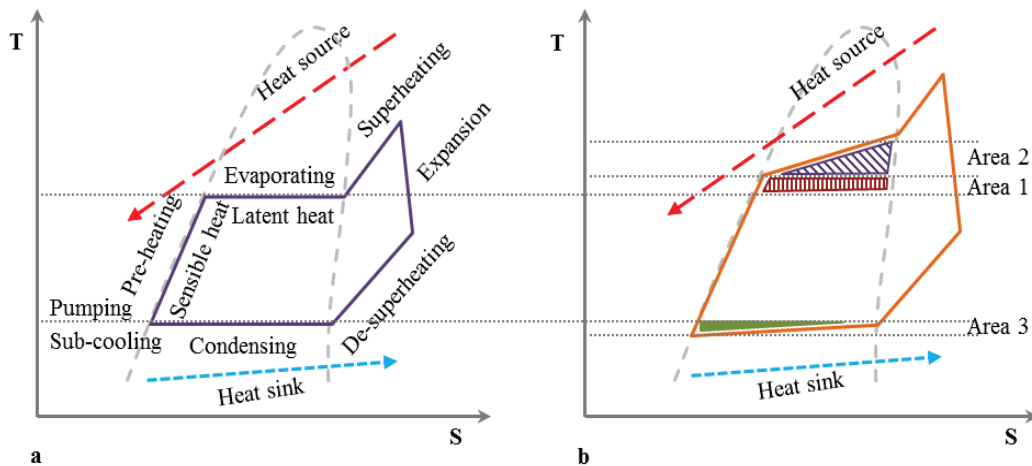 T
Heat source
Superheating
Expansion
Evaporating
Latent heat
Pre-heating
Sensible heat
Pumping
Sub-cooling
Condensing
De-superheating
Heat sink
S
a
T
Heat source
Area 2
Area 1
Area 3
Heat sink
S
b